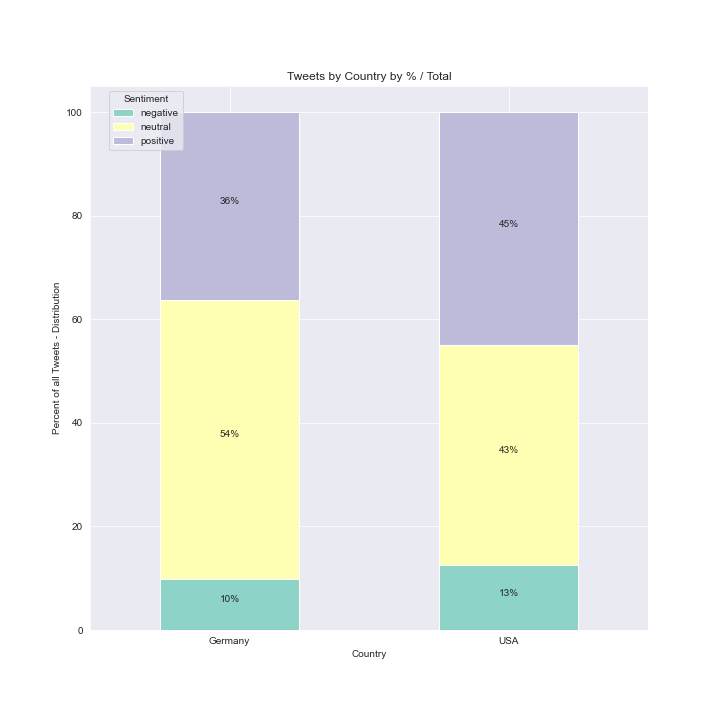 Tweets by Country by % / Total
Sentiment
negative
neutral
positive
100
80
60
40
20
0
Percent of all Tweets - Distribution
36%
54%
10%
45%
43%
13%
Germany
USA
Country